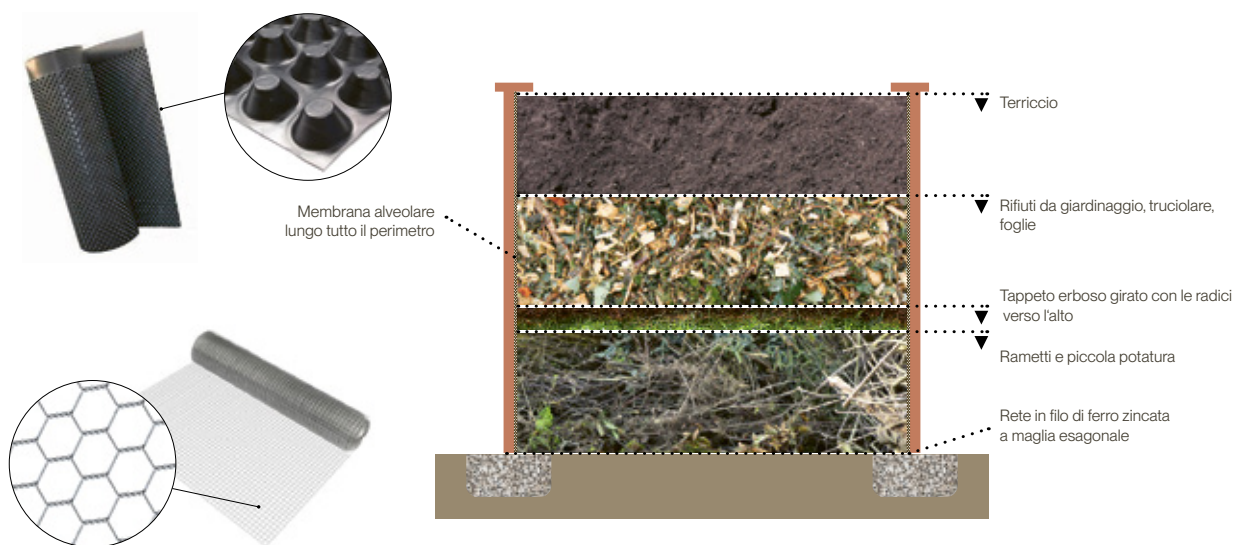 Membrana alveolare
lungo tutto il perimetro
Terriccio
Rifiuti da giardinaggio, truciolare,
foglie
Tappeto erboso girato con le radici
verso l'alto
Rametti e piccola potatura
Rete in filo di ferro zincata
a maglia esagonale